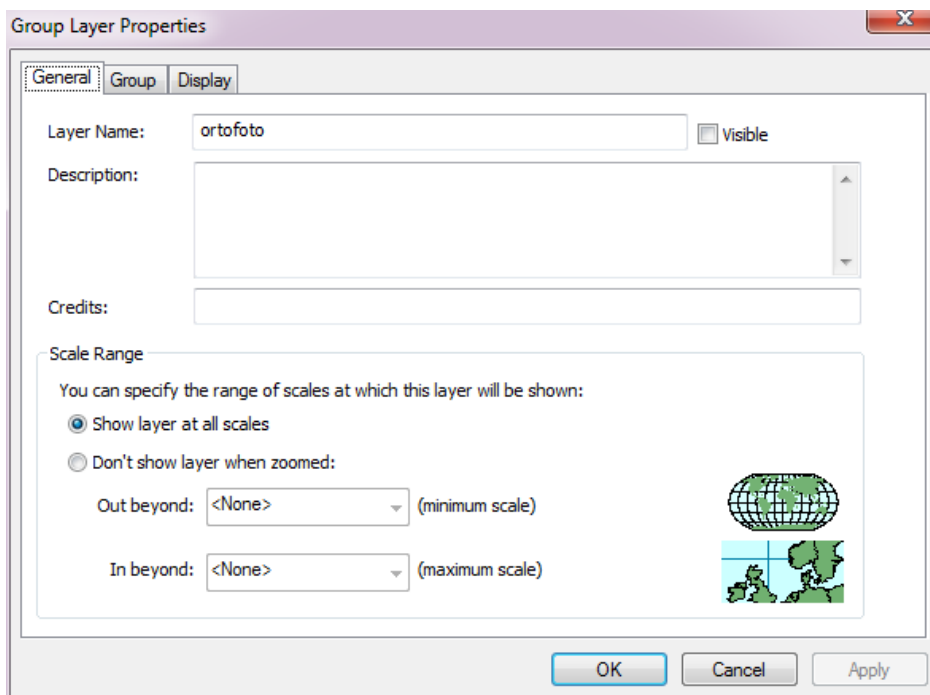 Group Layer Properties
General Group Display
Layer Name: ortofoto Visible
Description:
Credits:
Scale Range
You can specify the range of scales at which this layer will be shown:
Show layer at all scales
Don't show layer when zoomed:
Out beyond: <None> (minimum scale)
In beyond: <None> (maximum scale)
OK Cancel Apply